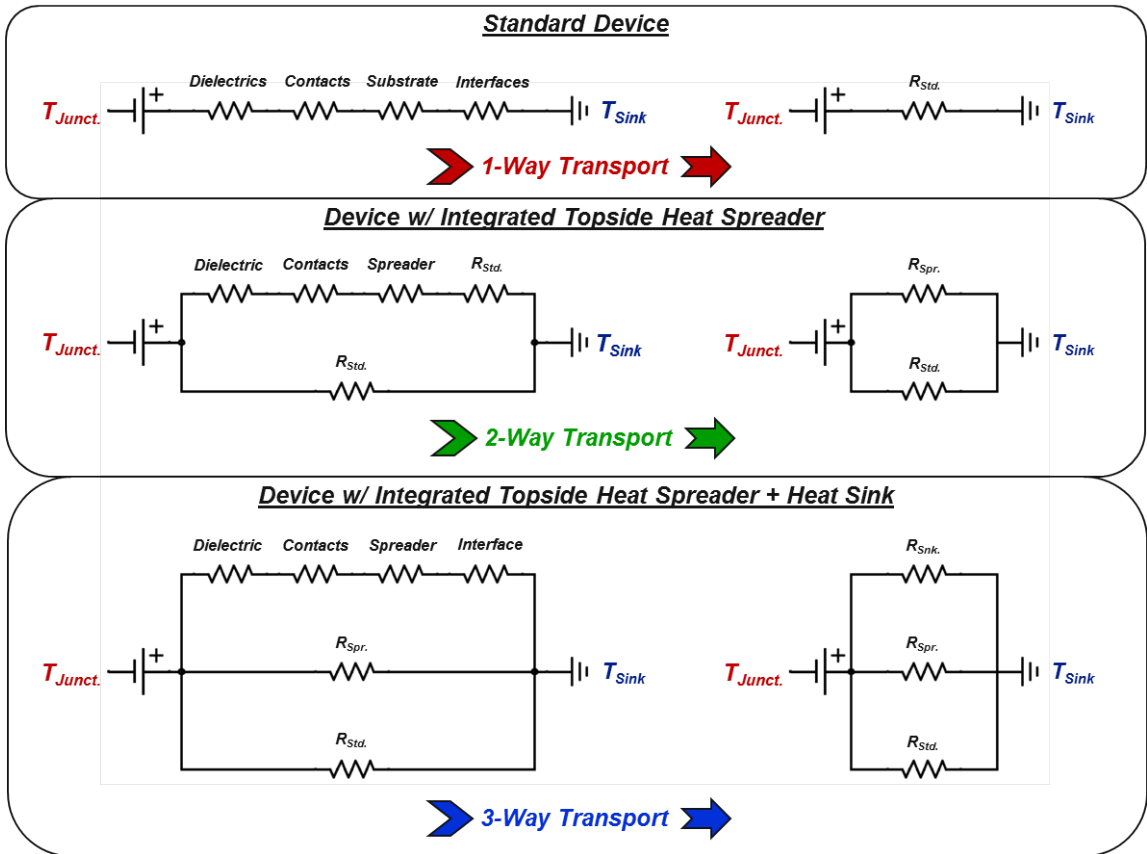 Standard Device
Dielectrics Contacts Substrate Interfaces
R_Std.
T_Junct. + T_Sink
T_Junct. + T_Sink
1-Way Transport
Device w/ Integrated Topside Heat Spreader
Dielectric Contacts Spreader R_Std.
R_Spr.
T_Junct. + T_Sink
T_Junct. + T_Sink
R_Std.
R_Std.
2-Way Transport
Device w/ Integrated Topside Heat Spreader + Heat Sink
Dielectric Contacts Spreader Interface
R_Snk.
R_Spr.
R_Spr.
T_Junct. + T_Sink
T_Junct. + T_Sink
R_Std.
R_Std.
3-Way Transport